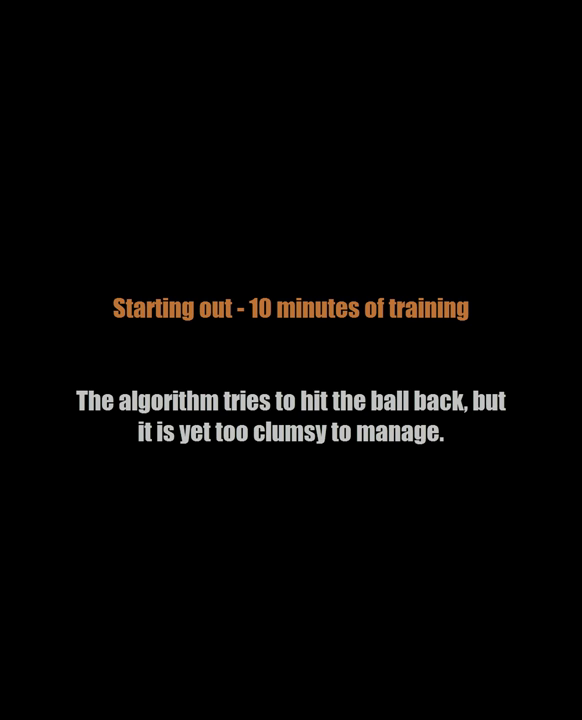 Starting out - 10 minutes of training
The algorithm tries to hit the ball back, but
it is yet too clumsy to manage.